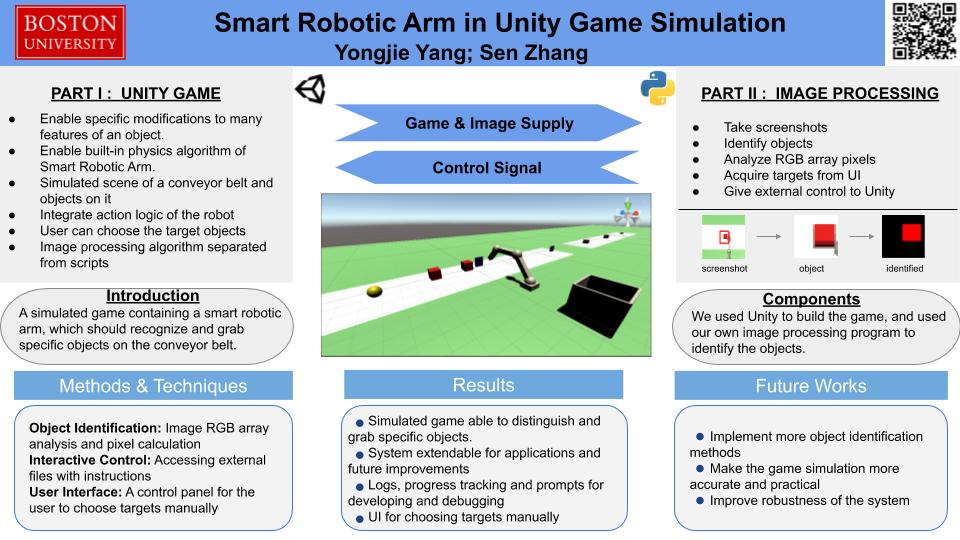 BOSTON
UNIVERSITY
Smart Robotic Arm in Unity Game Simulation
Yongjie Yang; Sen Zhang
PART I : UNITY GAME
● Enable specific modifications to many
features of an object.
● Enable built-in physics algorithm of
Smart Robotic Arm.
● Simulated scene of a conveyor belt and
objects on it
● Integrate action logic of the robot
● User can choose the target objects
● Image processing algorithm separated
from scripts
Game & Image Supply
Control Signal
PART II : IMAGE PROCESSING
● Take screenshots
● Identify objects
● Analyze RGB array pixels
● Acquire targets from UI
● Give external control to Unity
screenshot
object
identified
Introduction
A simulated game containing a smart robotic
arm, which should recognize and grab
specific objects on the conveyor belt.
Components
We used Unity to build the game, and used
our own image processing program to
identify the objects.
Methods & Techniques
Object Identification: Image RGB array
analysis and pixel calculation
Interactive Control: Accessing external
files with instructions
User Interface: A control panel for the
user to choose targets manually
Results
● Simulated game able to distinguish and
grab specific objects.
● System extendable for applications and
future improvements
● Logs, progress tracking and prompts for
developing and debugging
● UI for choosing targets manually
Future Works
● Implement more object identification
methods
● Make the game simulation more
accurate and practical
● Improve robustness of the system